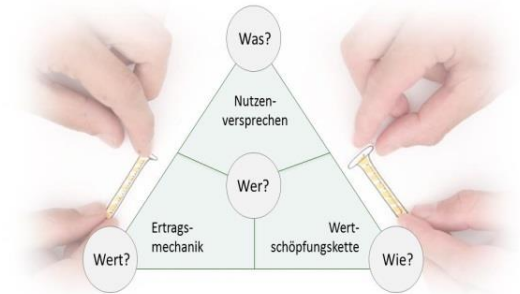 Was?
Nutzen-
versprechen
Wer?
Ertrags-
mechanik
Wert-
schöpfungskette
Wert?
Wie?